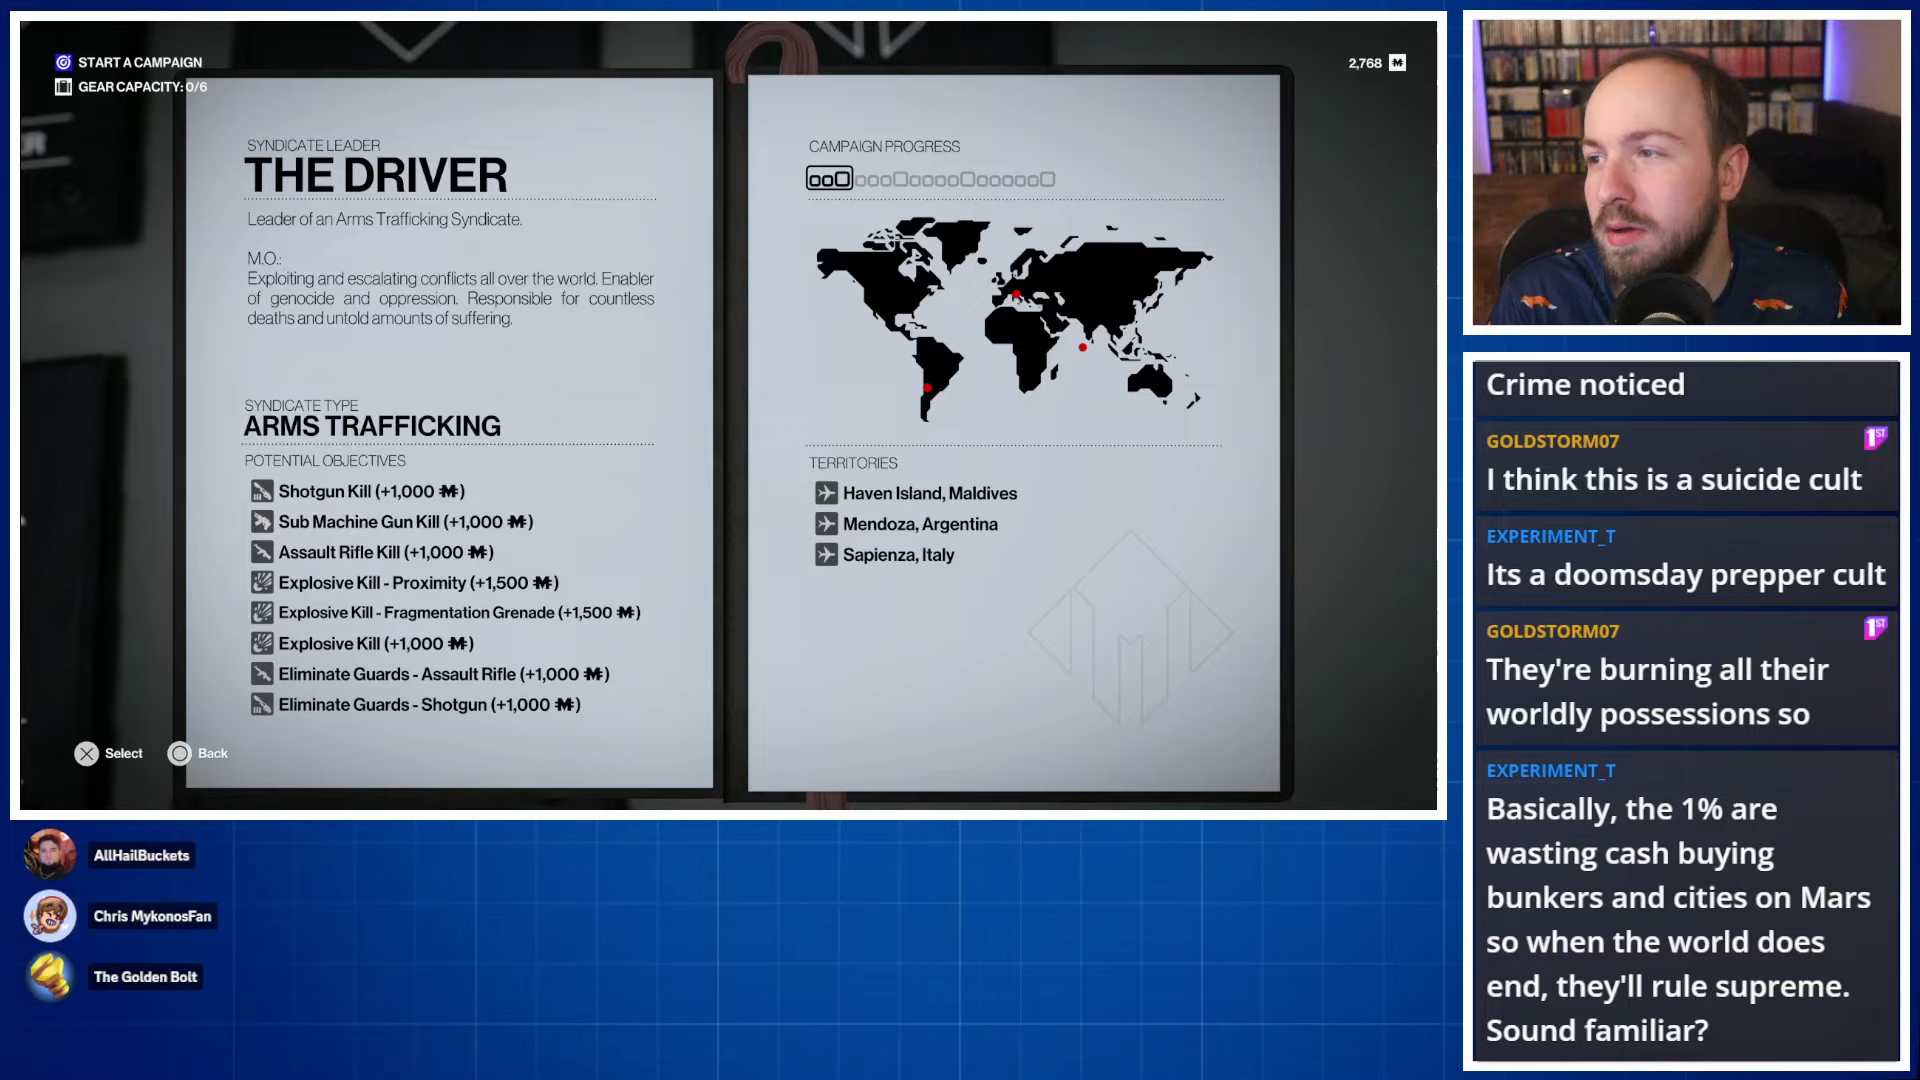 START A CAMPAIGN
GEAR CAPACITY: 0/6
2,768
SYNDICATE LEADER
THE DRIVER
Leader of an Arms Trafficking Syndicate.
M.O.:
Exploiting and escalating conflicts all over the world. Enabler
of genocide and oppression. Responsible for countless
deaths and untold amounts of suffering.
SYNDICATE TYPE
ARMS TRAFFICKING
POTENTIAL OBJECTIVES
Shotgun Kill (+1,000)
Sub Machine Gun Kill (+1,000)
Assault Rifle Kill (+1,000)
Explosive Kill - Proximity (+1,500)
Explosive Kill - Fragmentation Grenade (+1,500)
Explosive Kill (+1,000)
Eliminate Guards - Assault Rifle (+1,000)
Eliminate Guards - Shotgun (+1,000)
Select
Back
CAMPAIGN PROGRESS
TERRITORIES
Haven Island, Maldives
Mendoza, Argentina
Sapienza, Italy
AllHailBuckets
Chris MykonosFan
The Golden Bolt
Crime noticed
GOLDSTORM07
1ST
I think this is a suicide cult
EXPERIMENT_T
Its a doomsday prepper cult
GOLDSTORM07
1ST
They're burning all their
worldly possessions so
EXPERIMENT_T
Basically, the 1% are
wasting cash buying
bunkers and cities on Mars
so when the world does
end, they'll rule supreme.
Sound familiar?